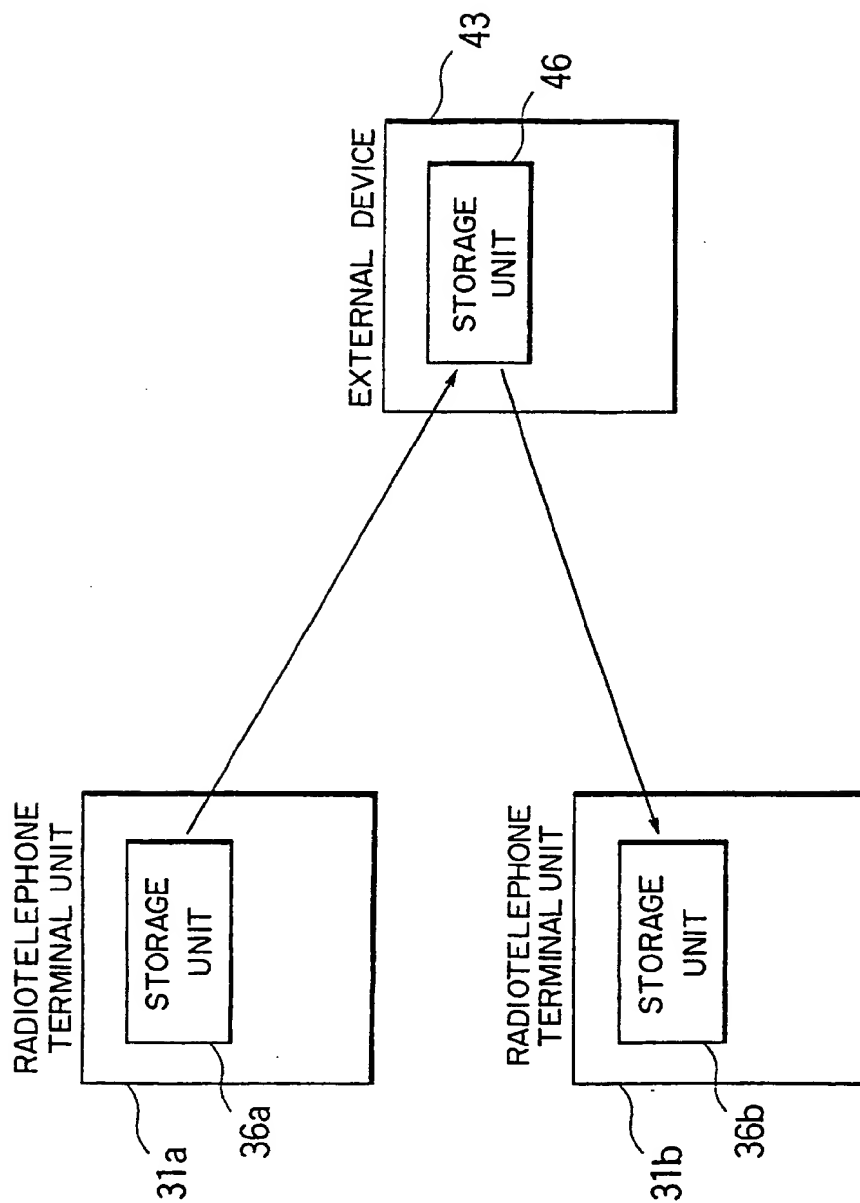 RADIOTELEPHONE
TERMINAL UNIT
STORAGE
UNIT
31a
36a
EXTERNAL DEVICE
STORAGE
UNIT
43
46
RADIOTELEPHONE
TERMINAL UNIT
STORAGE
UNIT
31b
36b